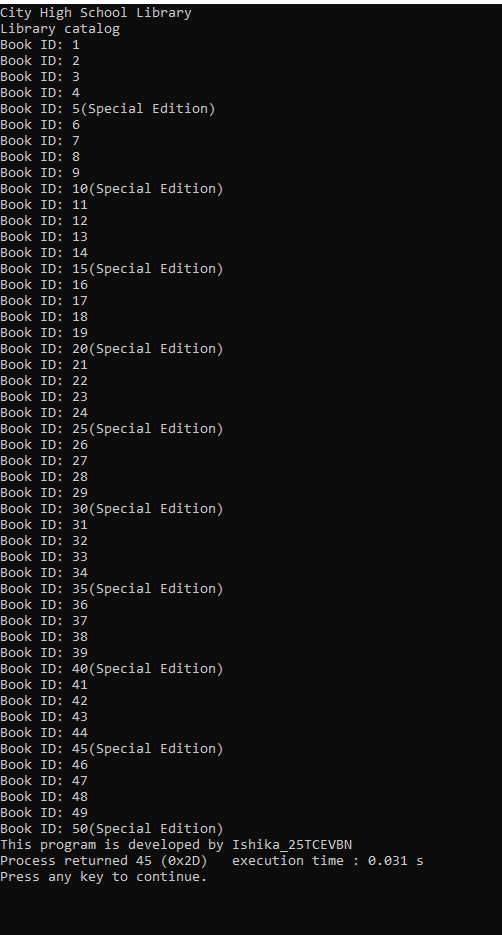 City High School Library
Library catalog
Book ID: 1
Book ID: 2
Book ID: 3
Book ID: 4
Book ID: 5(Special Edition)
Book ID: 6
Book ID: 7
Book ID: 8
Book ID: 9
Book ID: 10(Special Edition)
Book ID: 11
Book ID: 12
Book ID: 13
Book ID: 14
Book ID: 15(Special Edition)
Book ID: 16
Book ID: 17
Book ID: 18
Book ID: 19
Book ID: 20(Special Edition)
Book ID: 21
Book ID: 22
Book ID: 23
Book ID: 24
Book ID: 25(Special Edition)
Book ID: 26
Book ID: 27
Book ID: 28
Book ID: 29
Book ID: 30(Special Edition)
Book ID: 31
Book ID: 32
Book ID: 33
Book ID: 34
Book ID: 35(Special Edition)
Book ID: 36
Book ID: 37
Book ID: 38
Book ID: 39
Book ID: 40(Special Edition)
Book ID: 41
Book ID: 42
Book ID: 43
Book ID: 44
Book ID: 45(Special Edition)
Book ID: 46
Book ID: 47
Book ID: 48
Book ID: 49
Book ID: 50(Special Edition)
This program is developed by Ishika_25TCEVBN
Process returned 45 (0x2D)   execution time : 0.031 s
Press any key to continue.